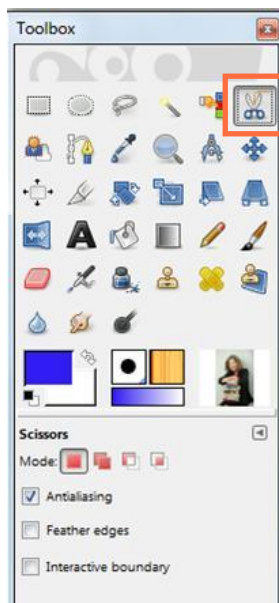 Toolbox
Scissors
Mode:
Antialiasing
Feather edges
Interactive boundary